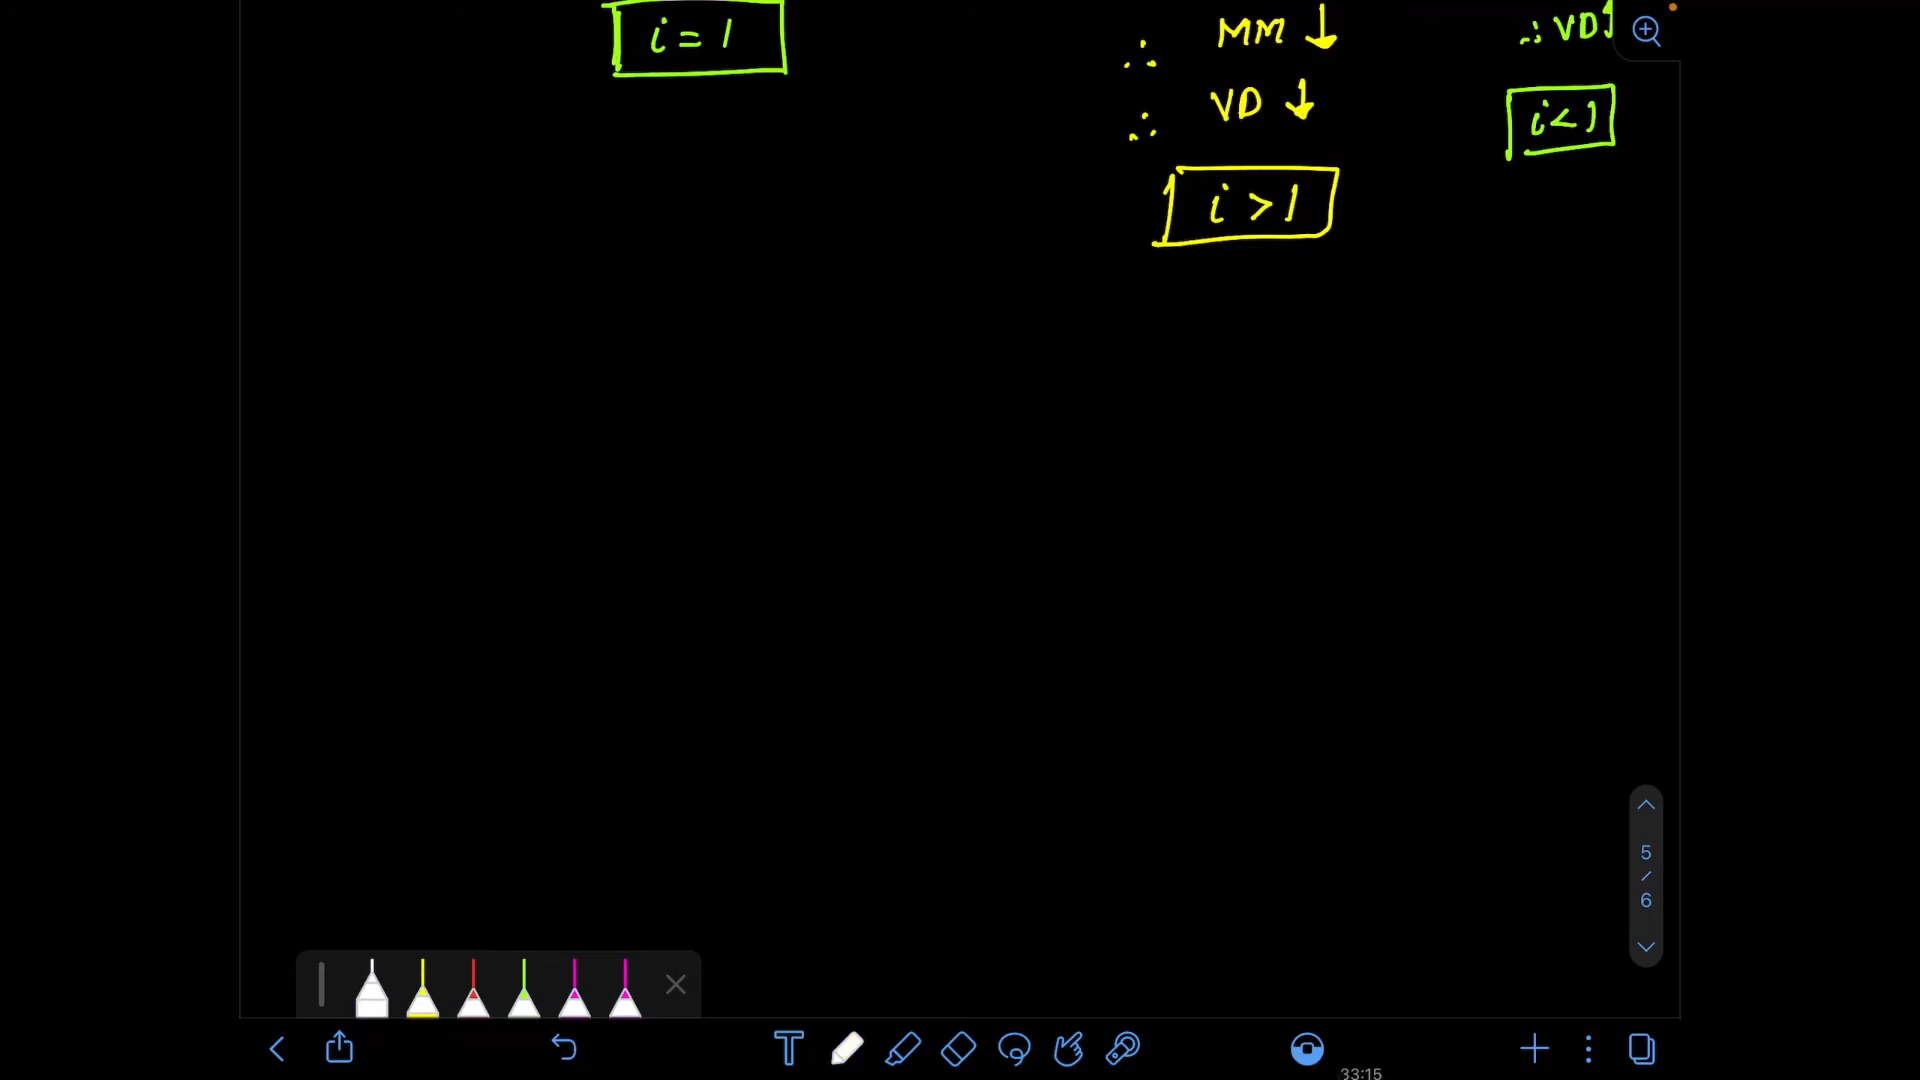 i = 1
∴ MM ↓
∴ VD ↓
i > 1
∴ VD↑
i < 1
5
/
6
33:15